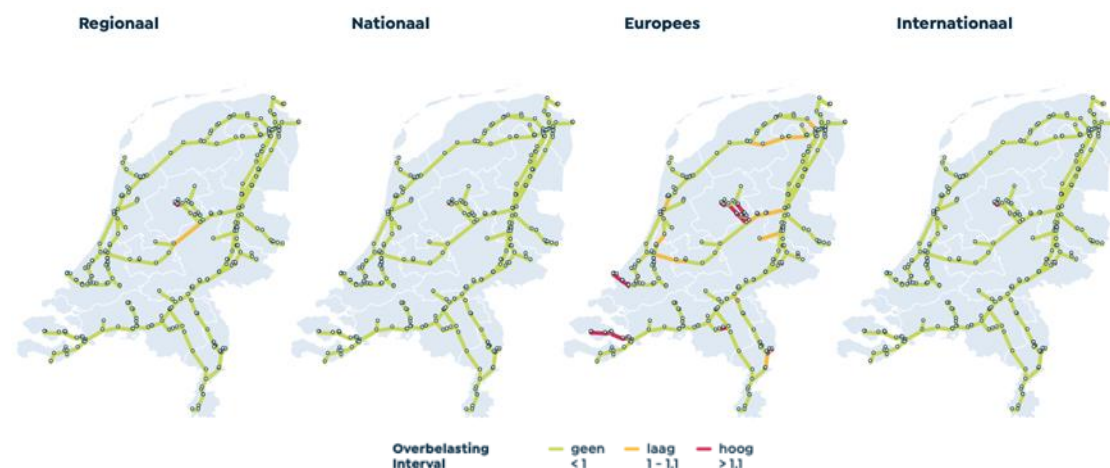 Regionaal Nationaal Europees Internationaal
Overbelasting geen laag hoog
Interval < 1 1 - 1.1 > 1.1